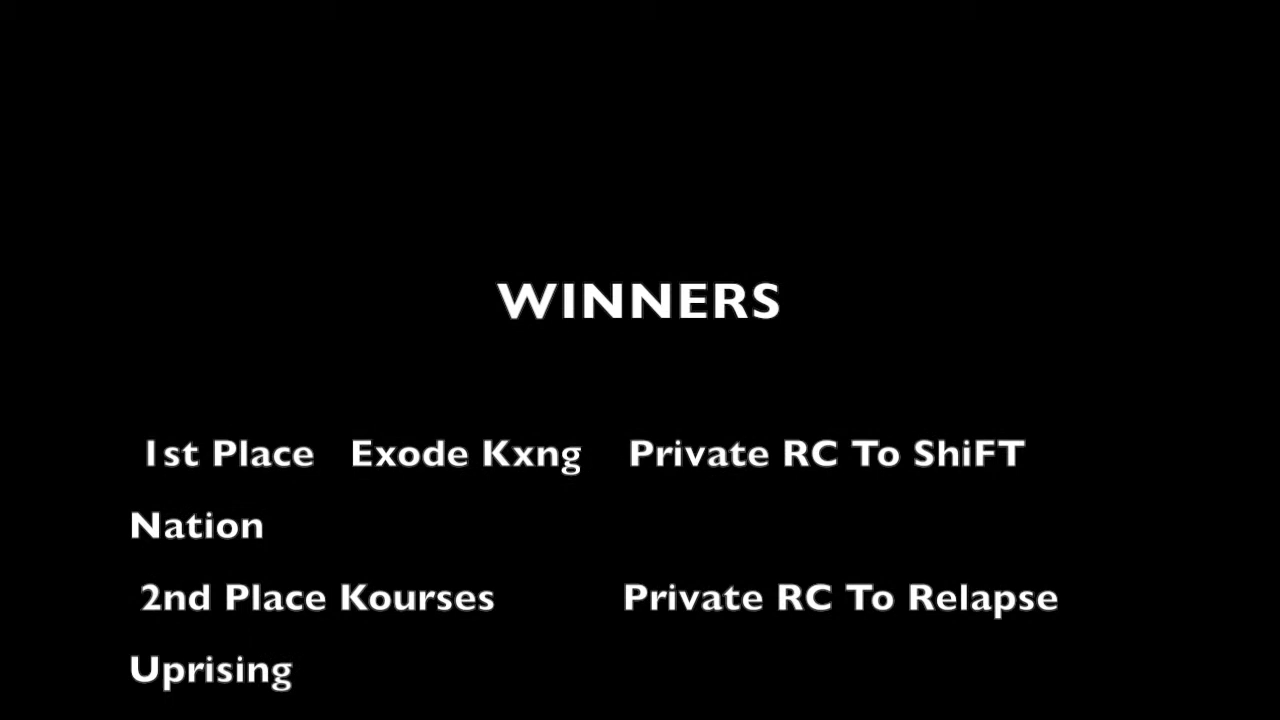 WINNERS
1st Place Exode Kxng Private RC To ShiFT
Nation
2nd Place Kourses Private RC To Relapse
Uprising